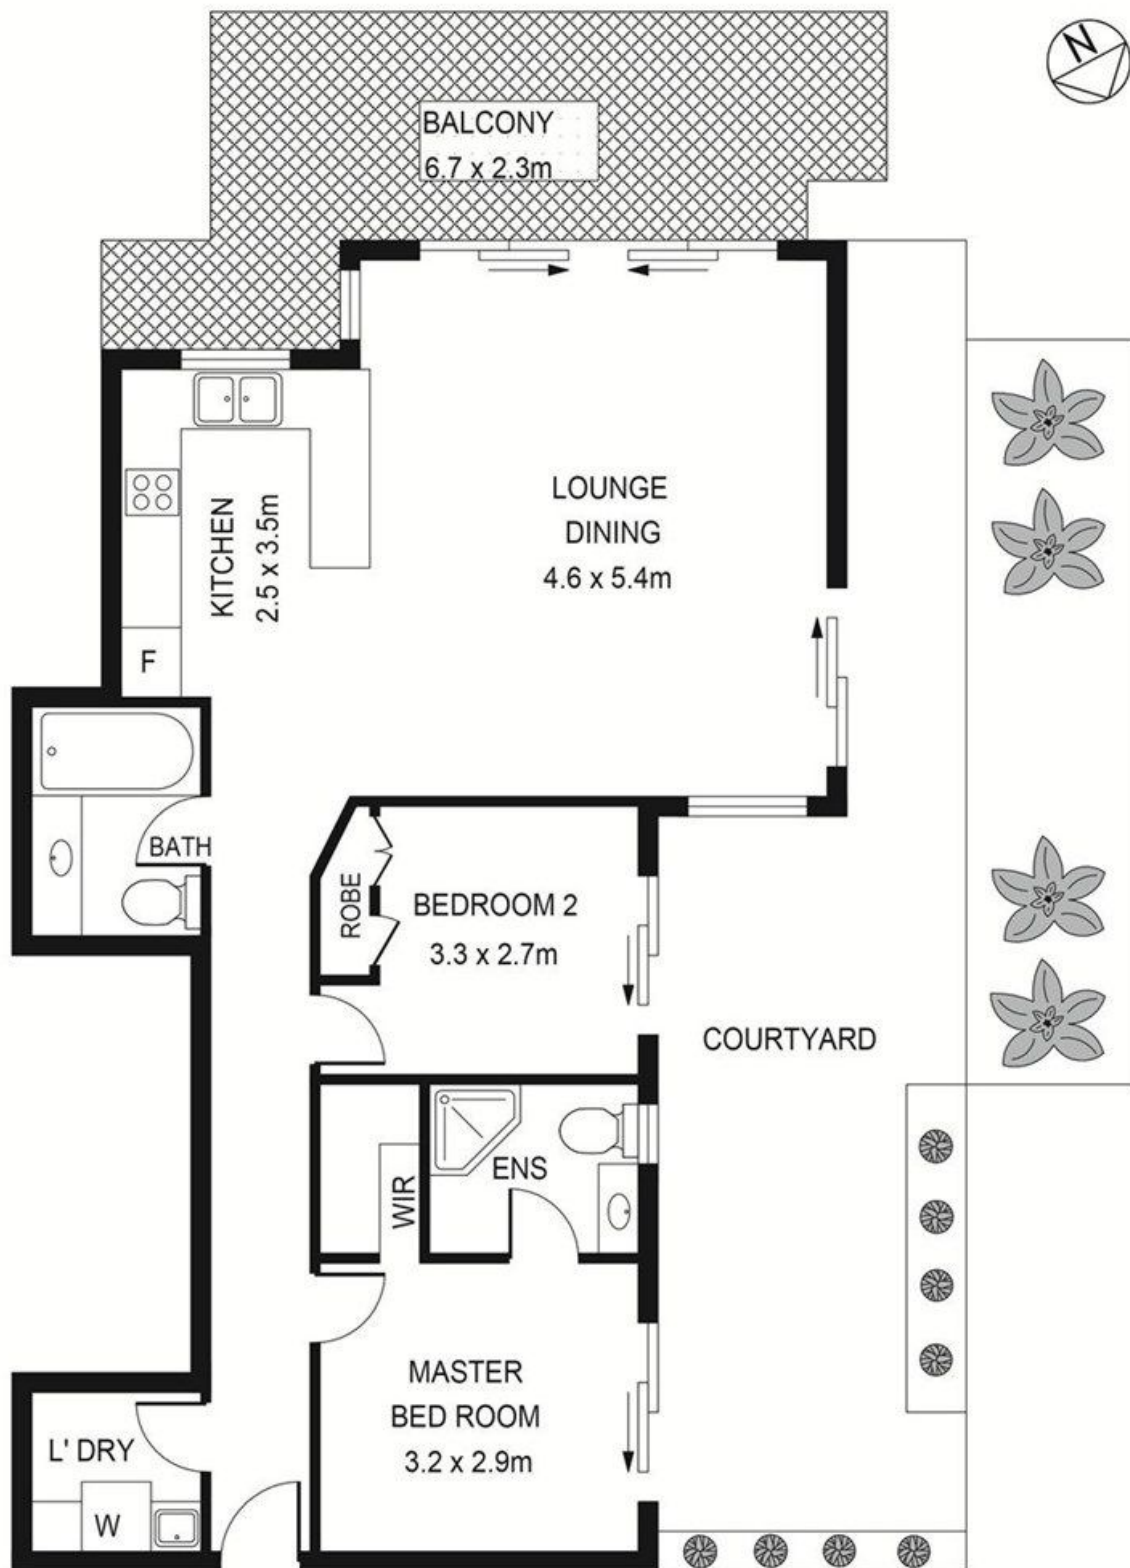 N
BALCONY
6.7 x 2.3m
LOUNGE
DINING
4.6 x 5.4m
KITCHEN
2.5 x 3.5m
F
BATH
ROBE
BEDROOM 2
3.3 x 2.7m
COURTYARD
ENS
WIR
MASTER
BED ROOM
3.2 x 2.9m
L' DRY
W